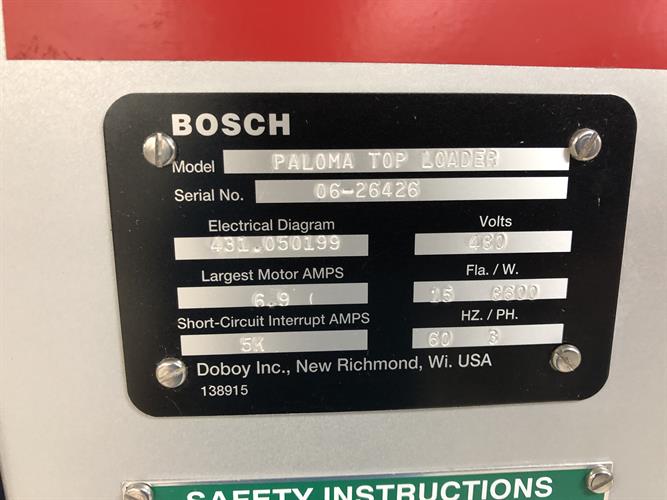 BOSCH
Model PALOMA TOP LOADER
Serial No. 06-26426
Electrical Diagram Volts
431.050199 480
Largest Motor AMPS Fla. / W.
6.9 15 6600
Short-Circuit Interrupt AMPS HZ. / PH.
5K 60 3
Doboy Inc., New Richmond, Wi. USA
138915
SAFETY INSTRUCTIONS